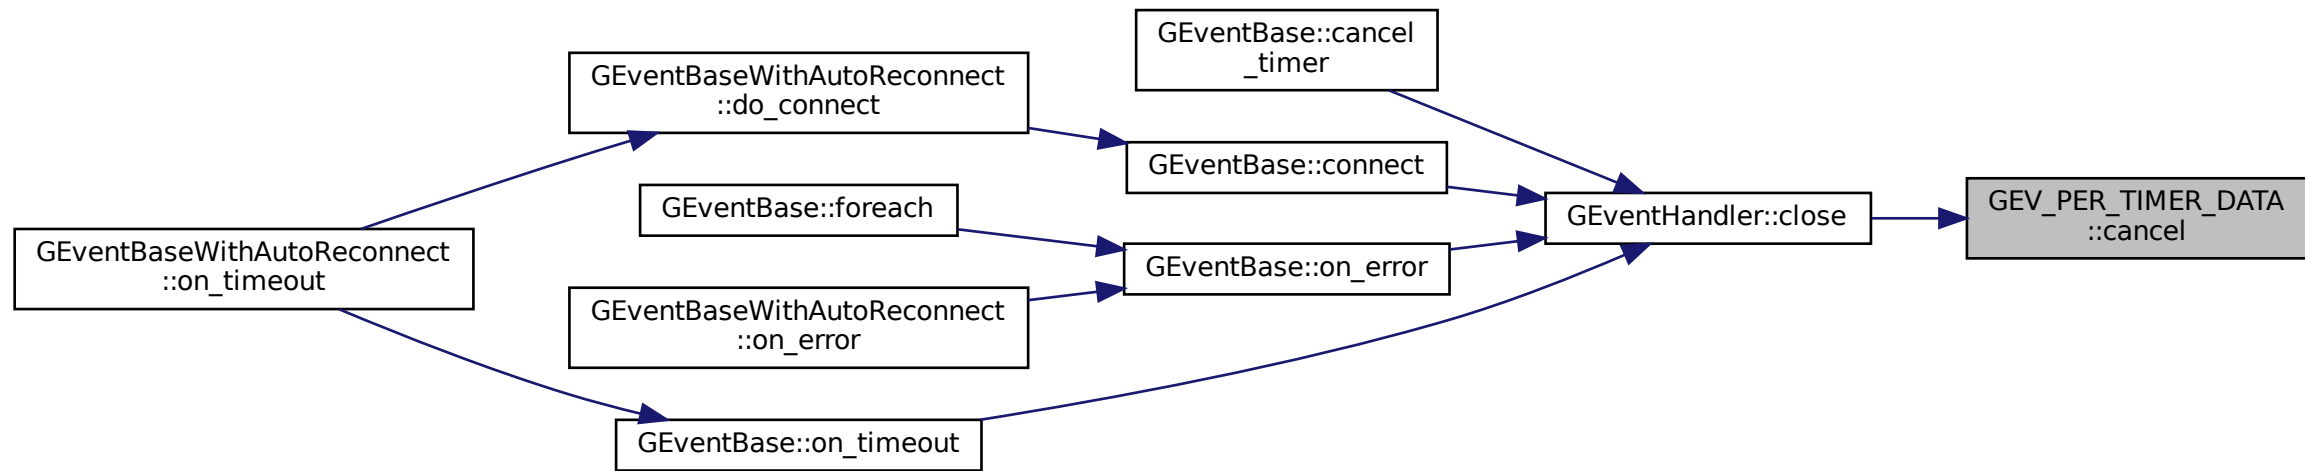 GEventBase::cancel
_timer
GEventBaseWithAutoReconnect
::do_connect
GEventBase::connect
GEventBase::foreach
GEventHandler::close
GEV_PER_TIMER_DATA
::cancel
GEventBaseWithAutoReconnect
::on_timeout
GEventBase::on_error
GEventBaseWithAutoReconnect
::on_error
GEventBase::on_timeout